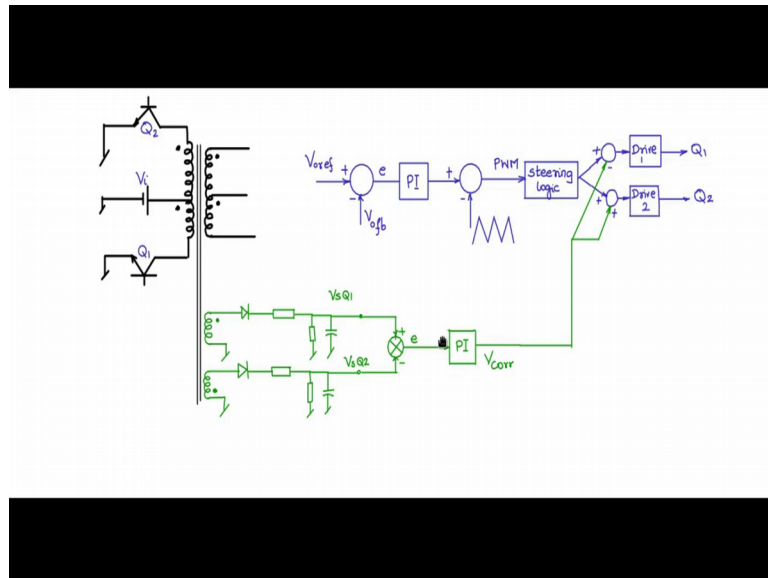 Q2
Vi
Q1
Voref + e PI + PWM Steering Logic + Drive 1 Q1
- Vofb - - + + Drive 2 Q2
VsQ1
+ e PI Vcorr
VsQ2 -